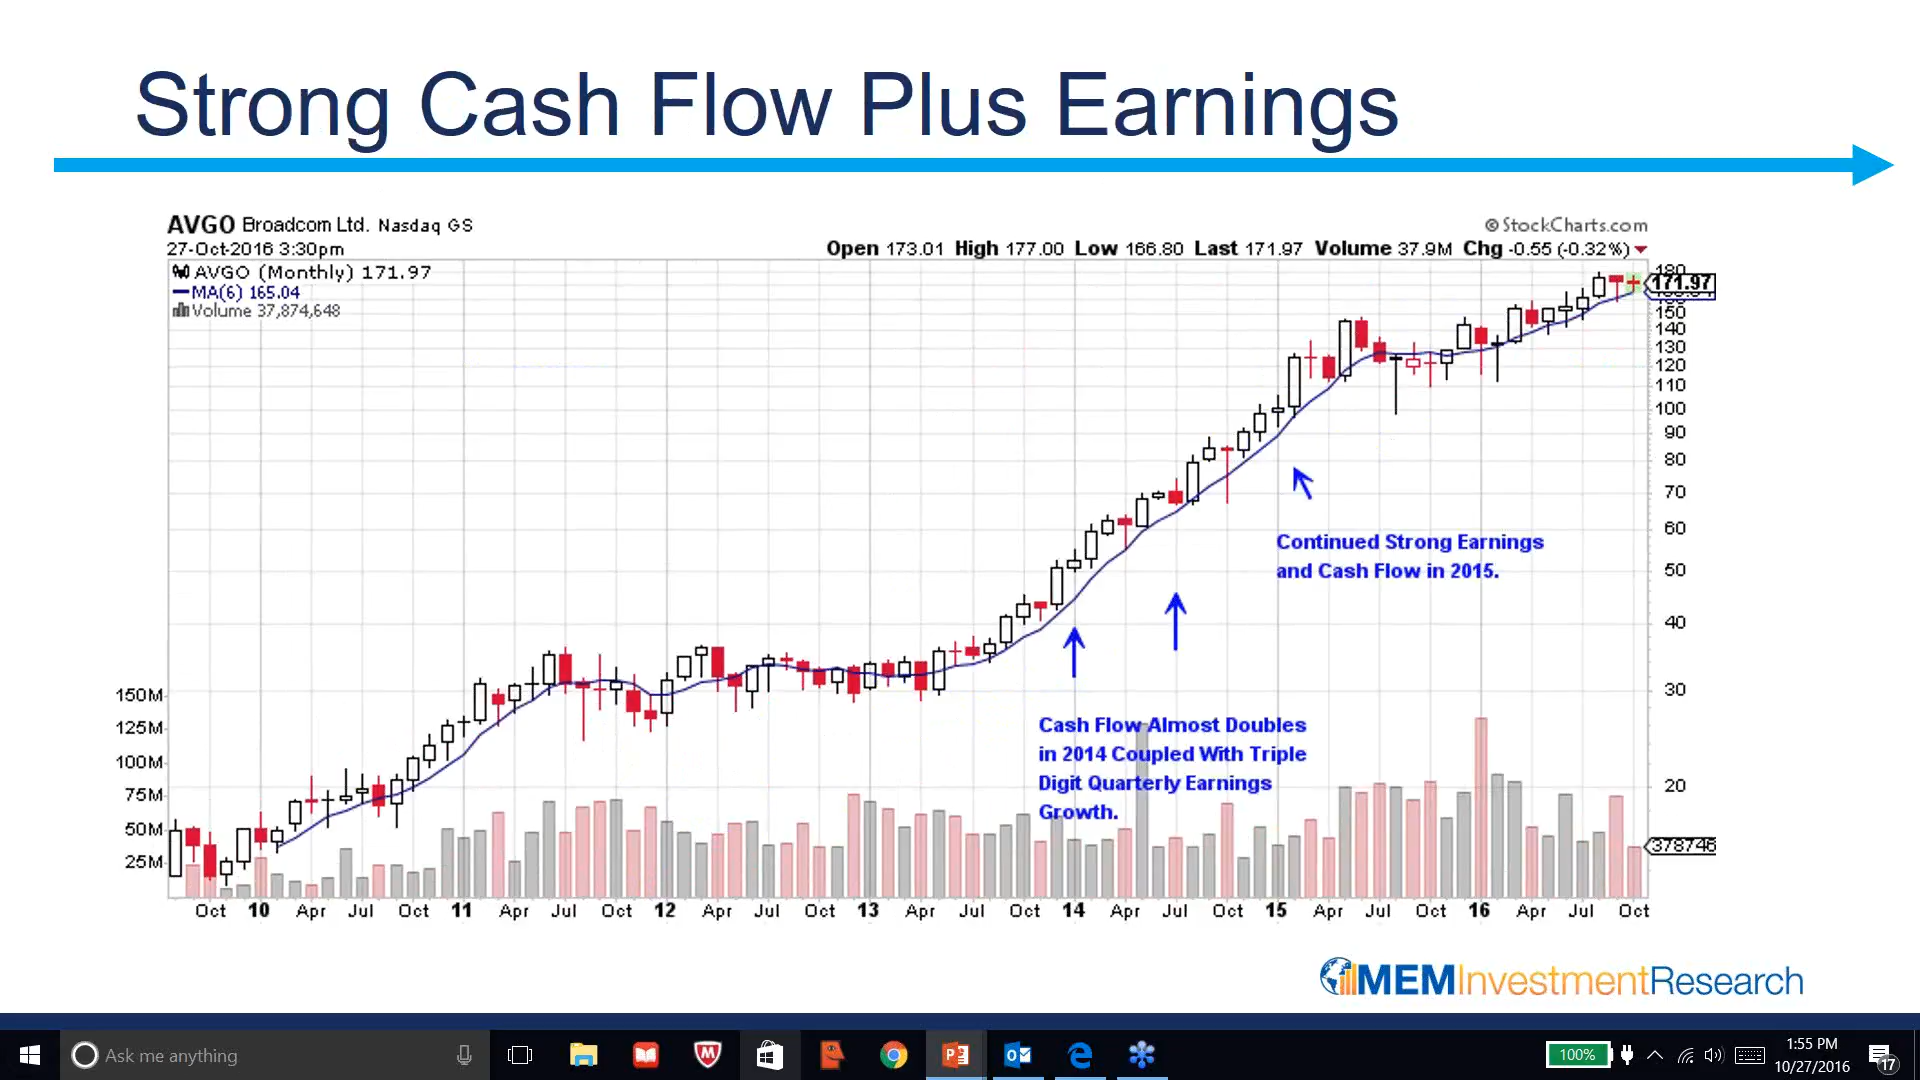 Strong Cash Flow Plus Earnings
AVGO Broadcom Ltd. Nasdaq GS
© StockCharts.com
27-Oct-2016 3:30pm
Open 173.01 High 177.00 Low 166.80 Last 171.97 Volume 37.9M Chg -0.55 (-0.32%)
AVGO (Monthly) 171.97
MA(6) 165.04
Volume 37,874,648
180
171.97
150
140
130
120
110
100
90
80
70
60
50
40
30
20
378746
150M
125M
100M
75M
50M
25M
Continued Strong Earnings
and Cash Flow in 2015.
Cash Flow Almost Doubles
in 2014 Coupled With Triple
Digit Quarterly Earnings
Growth.
Oct 10 Apr Jul Oct 11 Apr Jul Oct 12 Apr Jul Oct 13 Apr Jul Oct 14 Apr Jul Oct 15 Apr Jul Oct 16 Apr Jul Oct
MEMInvestmentResearch
Ask me anything
100%
1:55 PM
10/27/2016
17